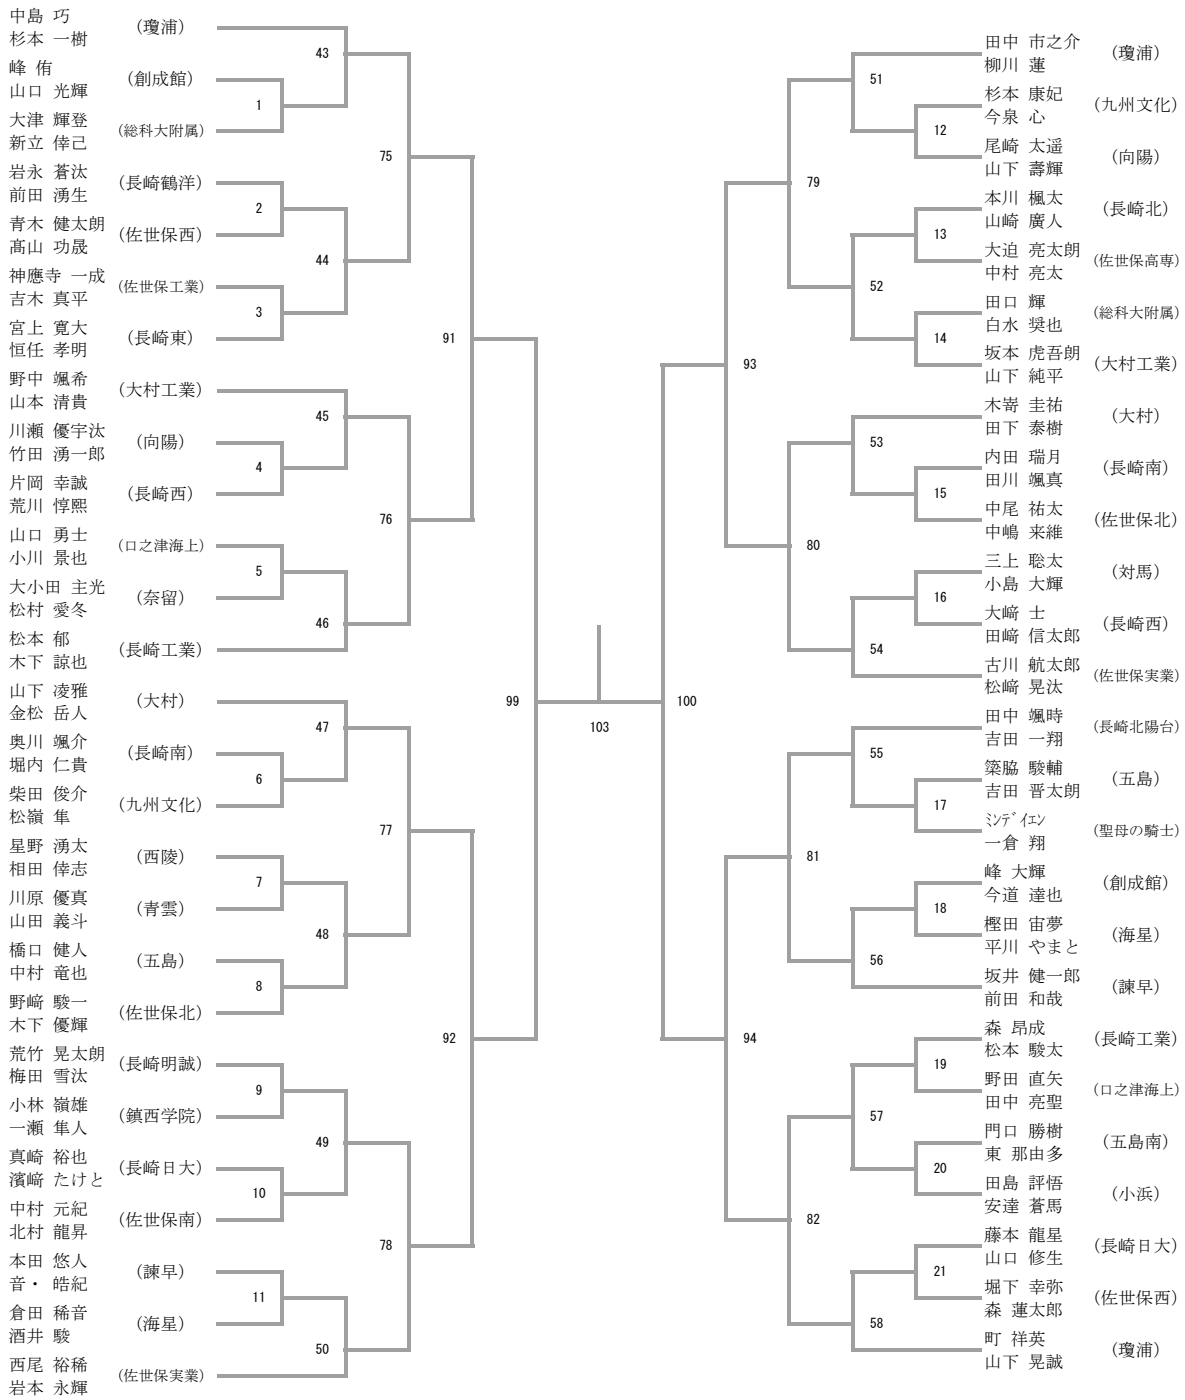 中島 巧
杉本 一樹
(瓊浦)
峰 侑
山口 光輝
(創成館)
大津 輝登
新立 倖己
(総科大附属)
岩永 蒼汰
前田 湧生
(長崎鶴洋)
青木 健太朗
髙山 功晟
(佐世保西)
神應寺 一成
吉木 真平
(佐世保工業)
宮上 寛大
恒任 孝明
(長崎東)
野中 颯希
山本 清貴
(大村工業)
川瀬 優宇汰
竹田 湧一郎
(向陽)
片岡 幸誠
荒川 惇熙
(長崎西)
山口 勇士
小川 景也
(口之津海上)
大小田 主光
松村 愛冬
(奈留)
松本 郁
木下 諒也
(長崎工業)
山下 凌雅
金松 岳人
(大村)
奥川 颯介
堀内 仁貴
(長崎南)
柴田 俊介
松嶺 隼
(九州文化)
星野 湧太
相田 倖志
(西陵)
川原 優真
山田 義斗
(青雲)
橋口 健人
中村 竜也
(五島)
野﨑 駿一
木下 優輝
(佐世保北)
荒竹 晃太朗
梅田 雪汰
(長崎明誠)
小林 嶺雄
一瀬 隼人
(鎮西学院)
真崎 裕也
濱﨑 たけと
(長崎日大)
中村 元紀
北村 龍昇
(佐世保南)
本田 悠人
音・ 皓紀
(諫早)
倉田 稀音
酒井 駿
(海星)
西尾 裕稀
岩本 永輝
(佐世保実業)
1
2
3
4
5
6
7
8
9
10
11
43
44
45
46
47
48
49
50
75
76
77
78
91
92
99
103
100
93
94
79
80
81
82
51
52
53
54
55
56
57
58
12
13
14
15
16
17
18
19
20
21
田中 市之介
柳川 蓮
(瓊浦)
杉本 康妃
今泉 心
(九州文化)
尾崎 太遥
山下 壽輝
(向陽)
本川 楓太
山崎 廣人
(長崎北)
大迫 亮太朗
中村 亮太
(佐世保高専)
田口 輝
白水 奨也
(総科大附属)
坂本 虎吾朗
山下 純平
(大村工業)
木嵜 圭祐
田下 泰樹
(大村)
内田 瑞月
田川 颯真
(長崎南)
中尾 祐太
中嶋 来維
(佐世保北)
三上 聡太
小島 大輝
(対馬)
大﨑 士
田﨑 信太郎
(長崎西)
古川 航太郎
松﨑 晃汰
(佐世保実業)
田中 颯時
吉田 一翔
(長崎北陽台)
簗脇 駿輔
吉田 晋太朗
(五島)
ﾐﾝﾃﾞｲｴﾝ
一倉 翔
(聖母の騎士)
峰 大輝
今道 達也
(創成館)
樫田 宙夢
平川 やまと
(海星)
坂井 健一郎
前田 和哉
(諫早)
森 昂成
松本 駿太
(長崎工業)
野田 直矢
田中 亮聖
(口之津海上)
門口 勝樹
東 那由多
(五島南)
田島 評悟
安達 蒼馬
(小浜)
藤本 龍星
山口 修生
(長崎日大)
堀下 幸弥
森 蓮太郎
(佐世保西)
町 祥英
山下 晃誠
(瓊浦)